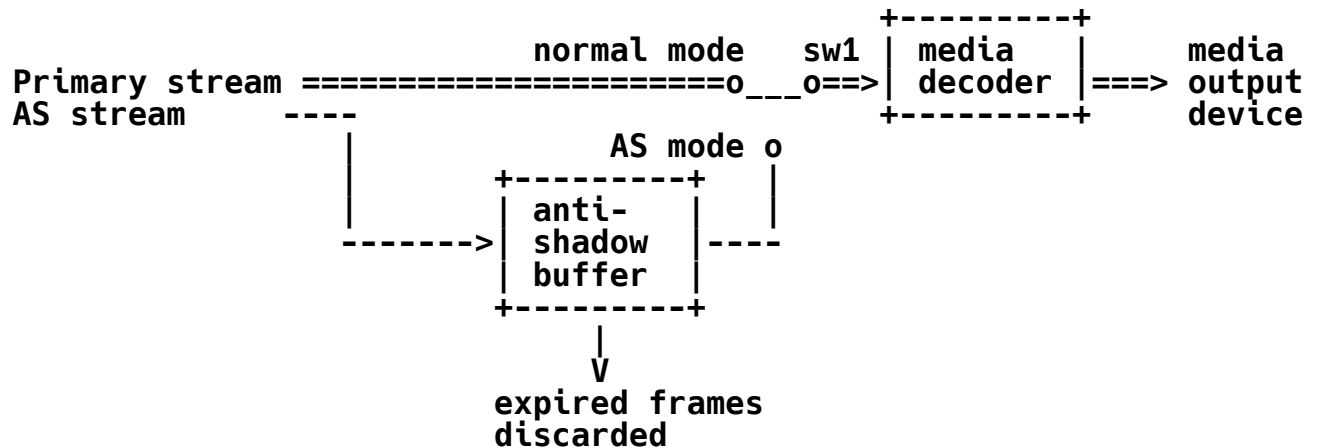 +---------+
                           normal mode   sw1 |  media  |     media
Primary stream ======================o___o==>| decoder |===> output
AS stream     ----                            +---------+     device
                 |             AS mode o
                 |       +---------+   |
                 |       | anti-   |   |
                 ------->| shadow  |----
                         | buffer  |
                         +---------+
                              |
                              V
                         expired frames
                         discarded